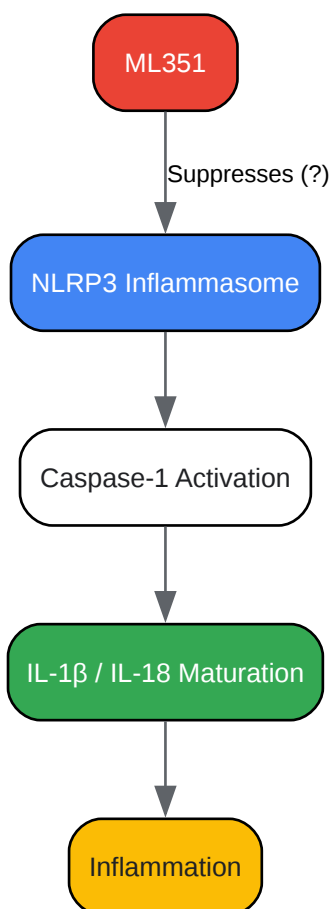 ML351
Suppresses (?)
NLRP3 Inflammasome
Caspase-1 Activation
IL-1β / IL-18 Maturation
Inflammation